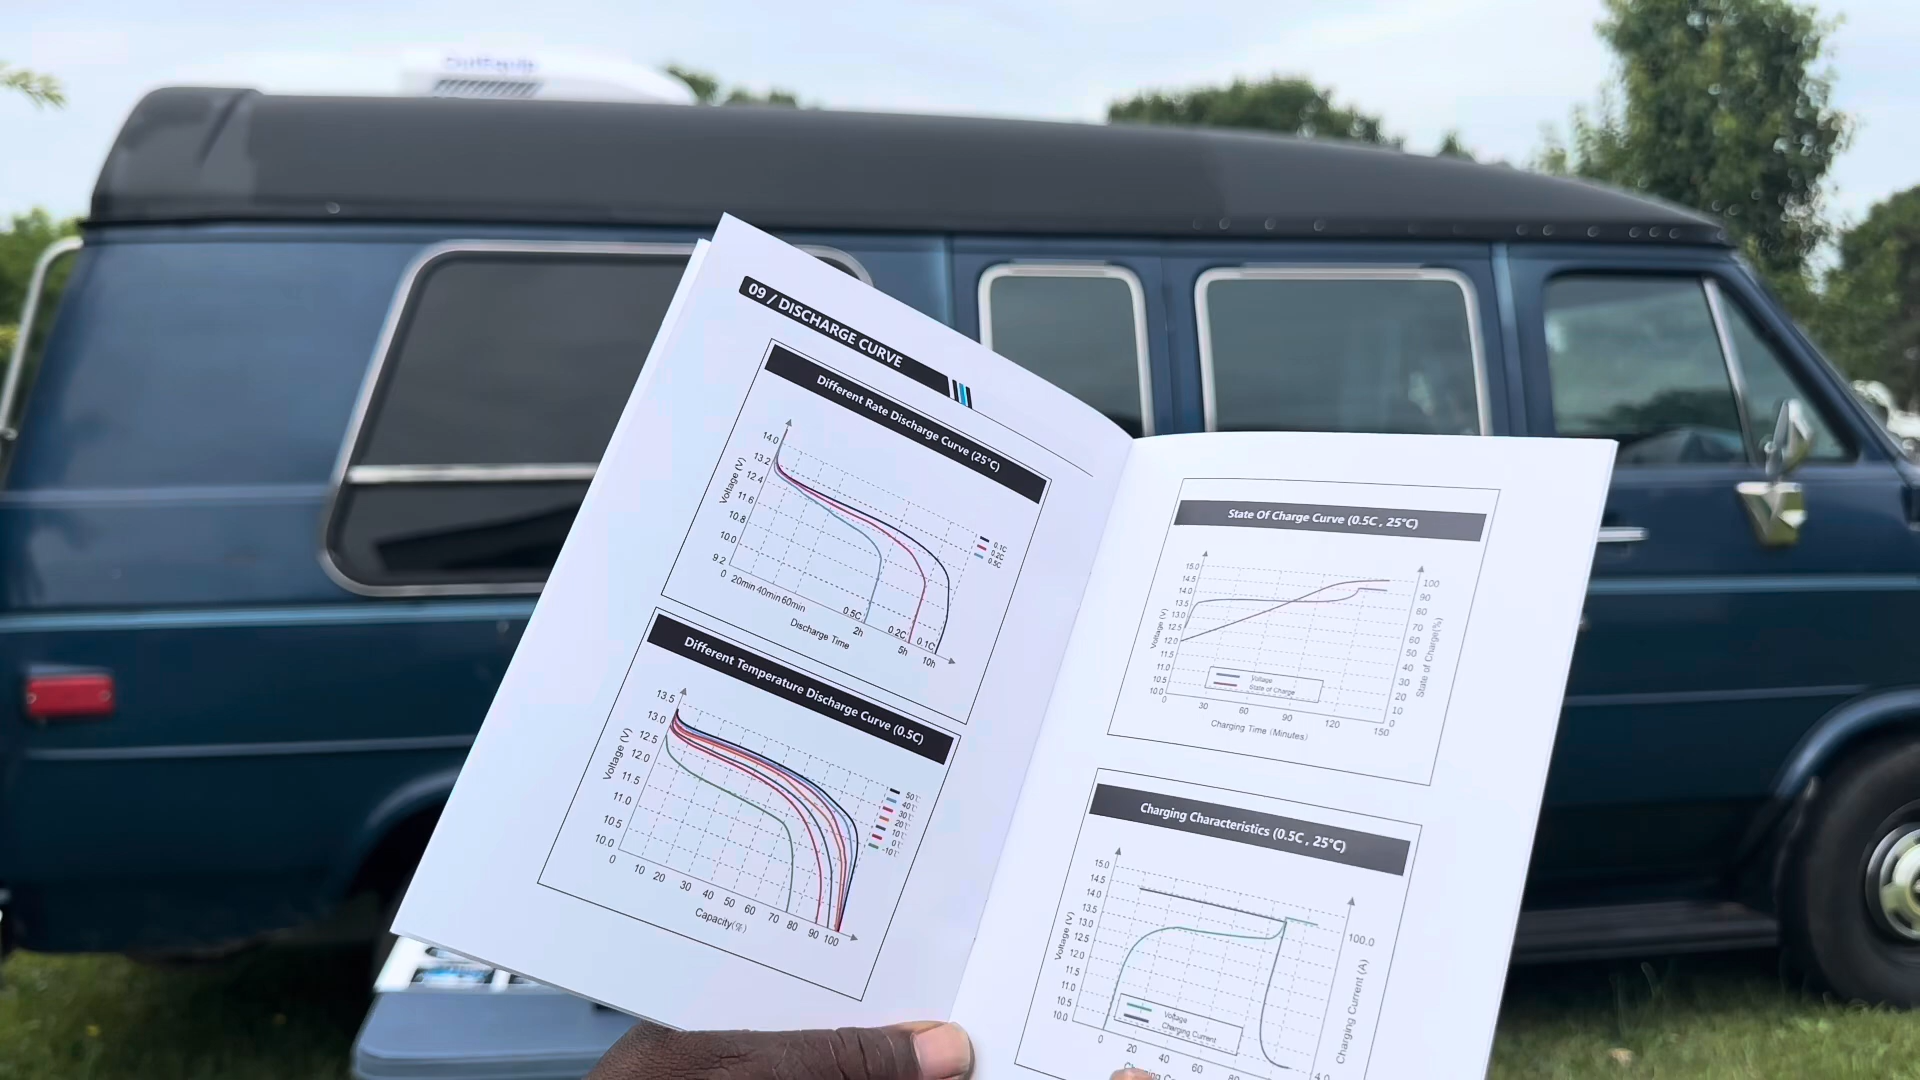 OutEquip
09 / DISCHARGE CURVE
Different Rate Discharge Curve (25°C)
Voltage (V)
14.0
13.2
12.4
11.6
10.8
10.0
9.2
0 20min 40min 60min
0.5C 0.2C 0.1C
2h 5h 10h
Discharge Time
0.1C
0.2C
0.5C
Different Temperature Discharge Curve (0.5C)
Voltage (V)
13.5
13.0
12.5
12.0
11.5
11.0
10.5
10.0
0 10 20 30 40 50 60 70 80 90 100
Capacity(%)
50℃
40℃
30℃
20℃
10℃
0℃
-10℃
State Of Charge Curve (0.5C , 25°C)
Voltage (V)
15.0
14.5
14.0
13.5
13.0
12.5
12.0
11.5
11.0
10.5
10.0
0 30 60 90 120 150
Charging Time (Minutes)
Voltage
State of Charge
100
90
60
70
60
50
40
30
20
10
0
State of Charge(%)
Charging Characteristics (0.5C , 25°C)
Voltage (V)
15.0
14.5
14.0
13.5
13.0
12.5
12.0
11.5
11.0
10.5
10.0
0 20 40 60 80
Voltage
Charging Current
100.0
4.0
Charging Current (A)